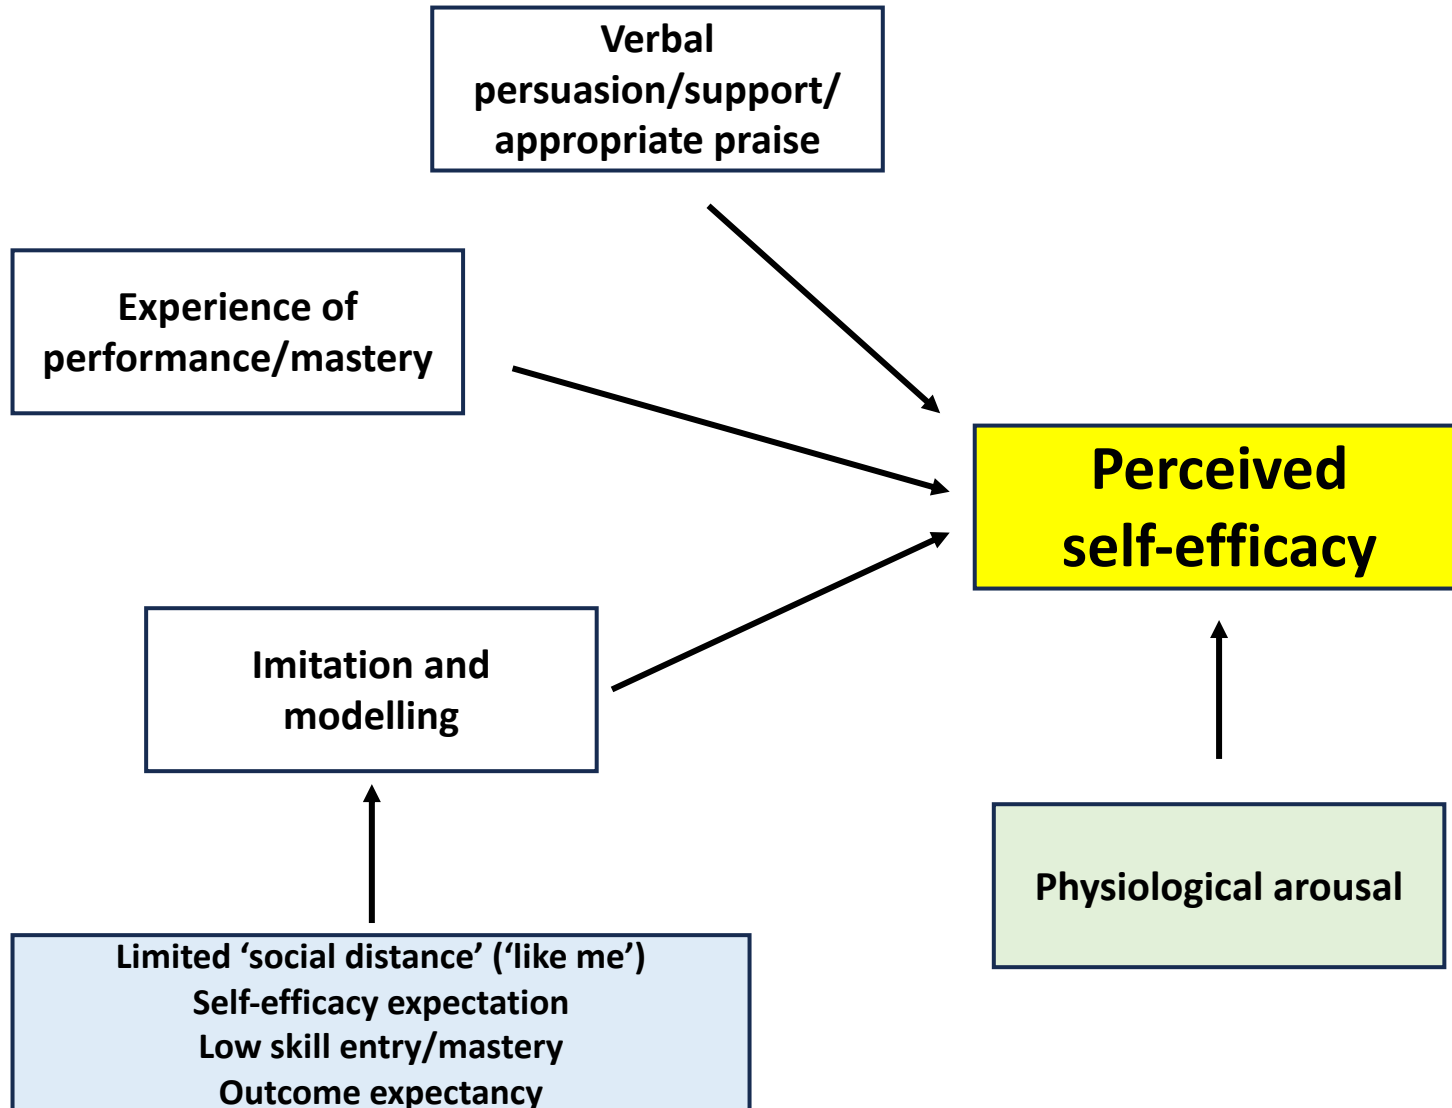 Verbal
persuasion/support/
appropriate praise
Experience of
performance/mastery
Perceived
self-efficacy
Imitation and
modelling
Physiological arousal
Limited ‘social distance’ (‘like me’)
Self-efficacy expectation
Low skill entry/mastery
Outcome expectancy